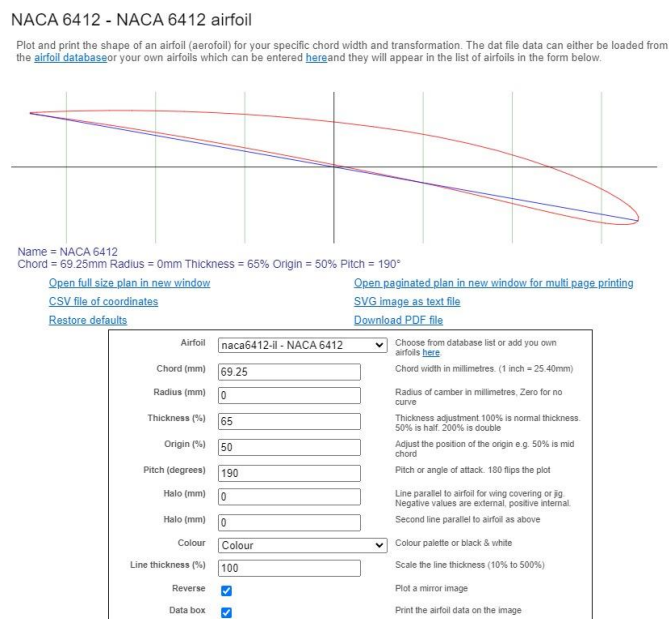 NACA 6412 - NACA 6412 airfoil
Plot and print the shape of an airfoil (aerofoil) for your specific chord width and transformation. The dat file data can either be loaded from
the airfoil databaseor your own airfoils which can be entered hereand they will appear in the list of airfoils in the form below.
Name = NACA 6412
Chord = 69.25mm Radius = 0mm Thickness = 65% Origin = 50% Pitch = 190°
Open full size plan in new window
Open paginated plan in new window for multi page printing
CSV file of coordinates
SVG image as text file
Restore defaults
Download PDF file
Airfoil
naca6412-il - NACA 6412
Choose from database list or add you own
airfoils here.
Chord (mm)
69.25
Chord width in millimetres. (1 inch = 25.40mm)
Radius (mm)
0
Radius of camber in millimetres, Zero for no
curve
Thickness (%)
65
Thickness adjustment.100% is normal thickness.
50% is half. 200% is double
Origin (%)
50
Adjust the position of the origin e.g. 50% is mid
chord
Pitch (degrees)
190
Pitch or angle of attack. 180 flips the plot
Halo (mm)
0
Line parallel to airfoil for wing covering or jig.
Negative values are external, positive internal.
Halo (mm)
0
Second line parallel to airfoil as above
Colour
Colour
Colour palette or black & white
Line thickness (%)
100
Scale the line thickness (10% to 500%)
Reverse
Plot a mirror image
Data box
Print the airfoil data on the image